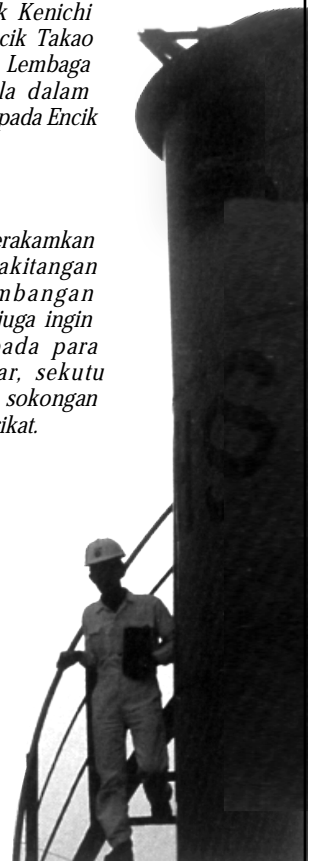 k Kenichi
cik Takao
Lembaga
la dalam
pada Encik
erakamkan
akitangan
mbangan
juga ingin
ada para
ar, sekutu
sokongan
ikat.